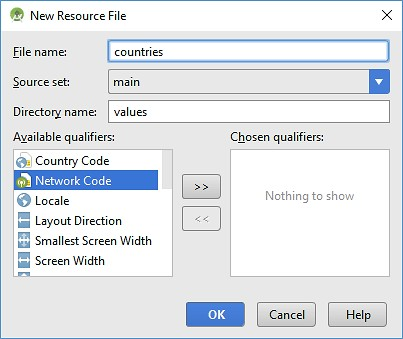 New Resource File
File name: countries
Source set: main
Directory name: values
Available qualifiers: Chosen qualifiers:
Country Code
Network Code
Locale
Layout Direction
Smallest Screen Width
Screen Width
>>
<<
Nothing to show
OK Cancel Help